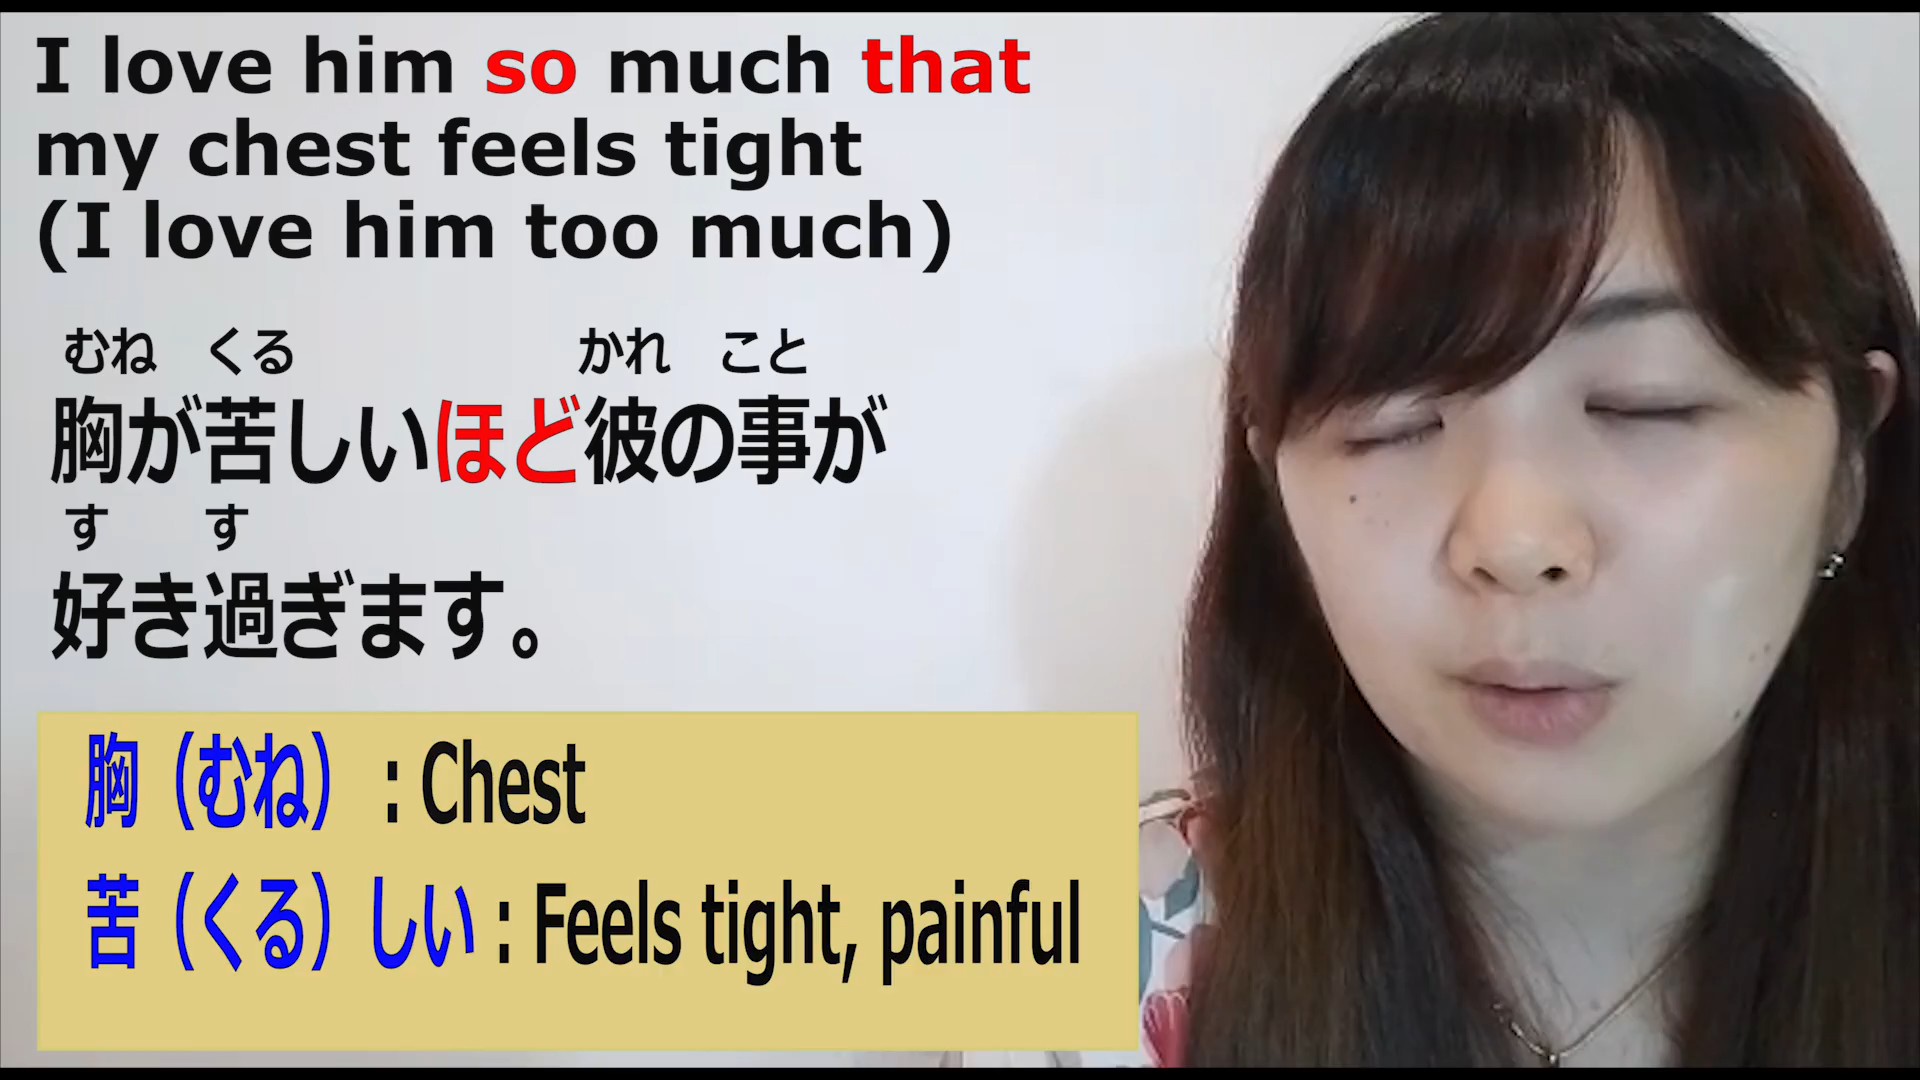 I love him so much that
my chest feels tight
(I love him too much)
むね くる かれ こと
胸が苦しいほど彼の事が
す す
好き過ぎます。
胸（むね）: Chest
苦（くる）しい : Feels tight, painful